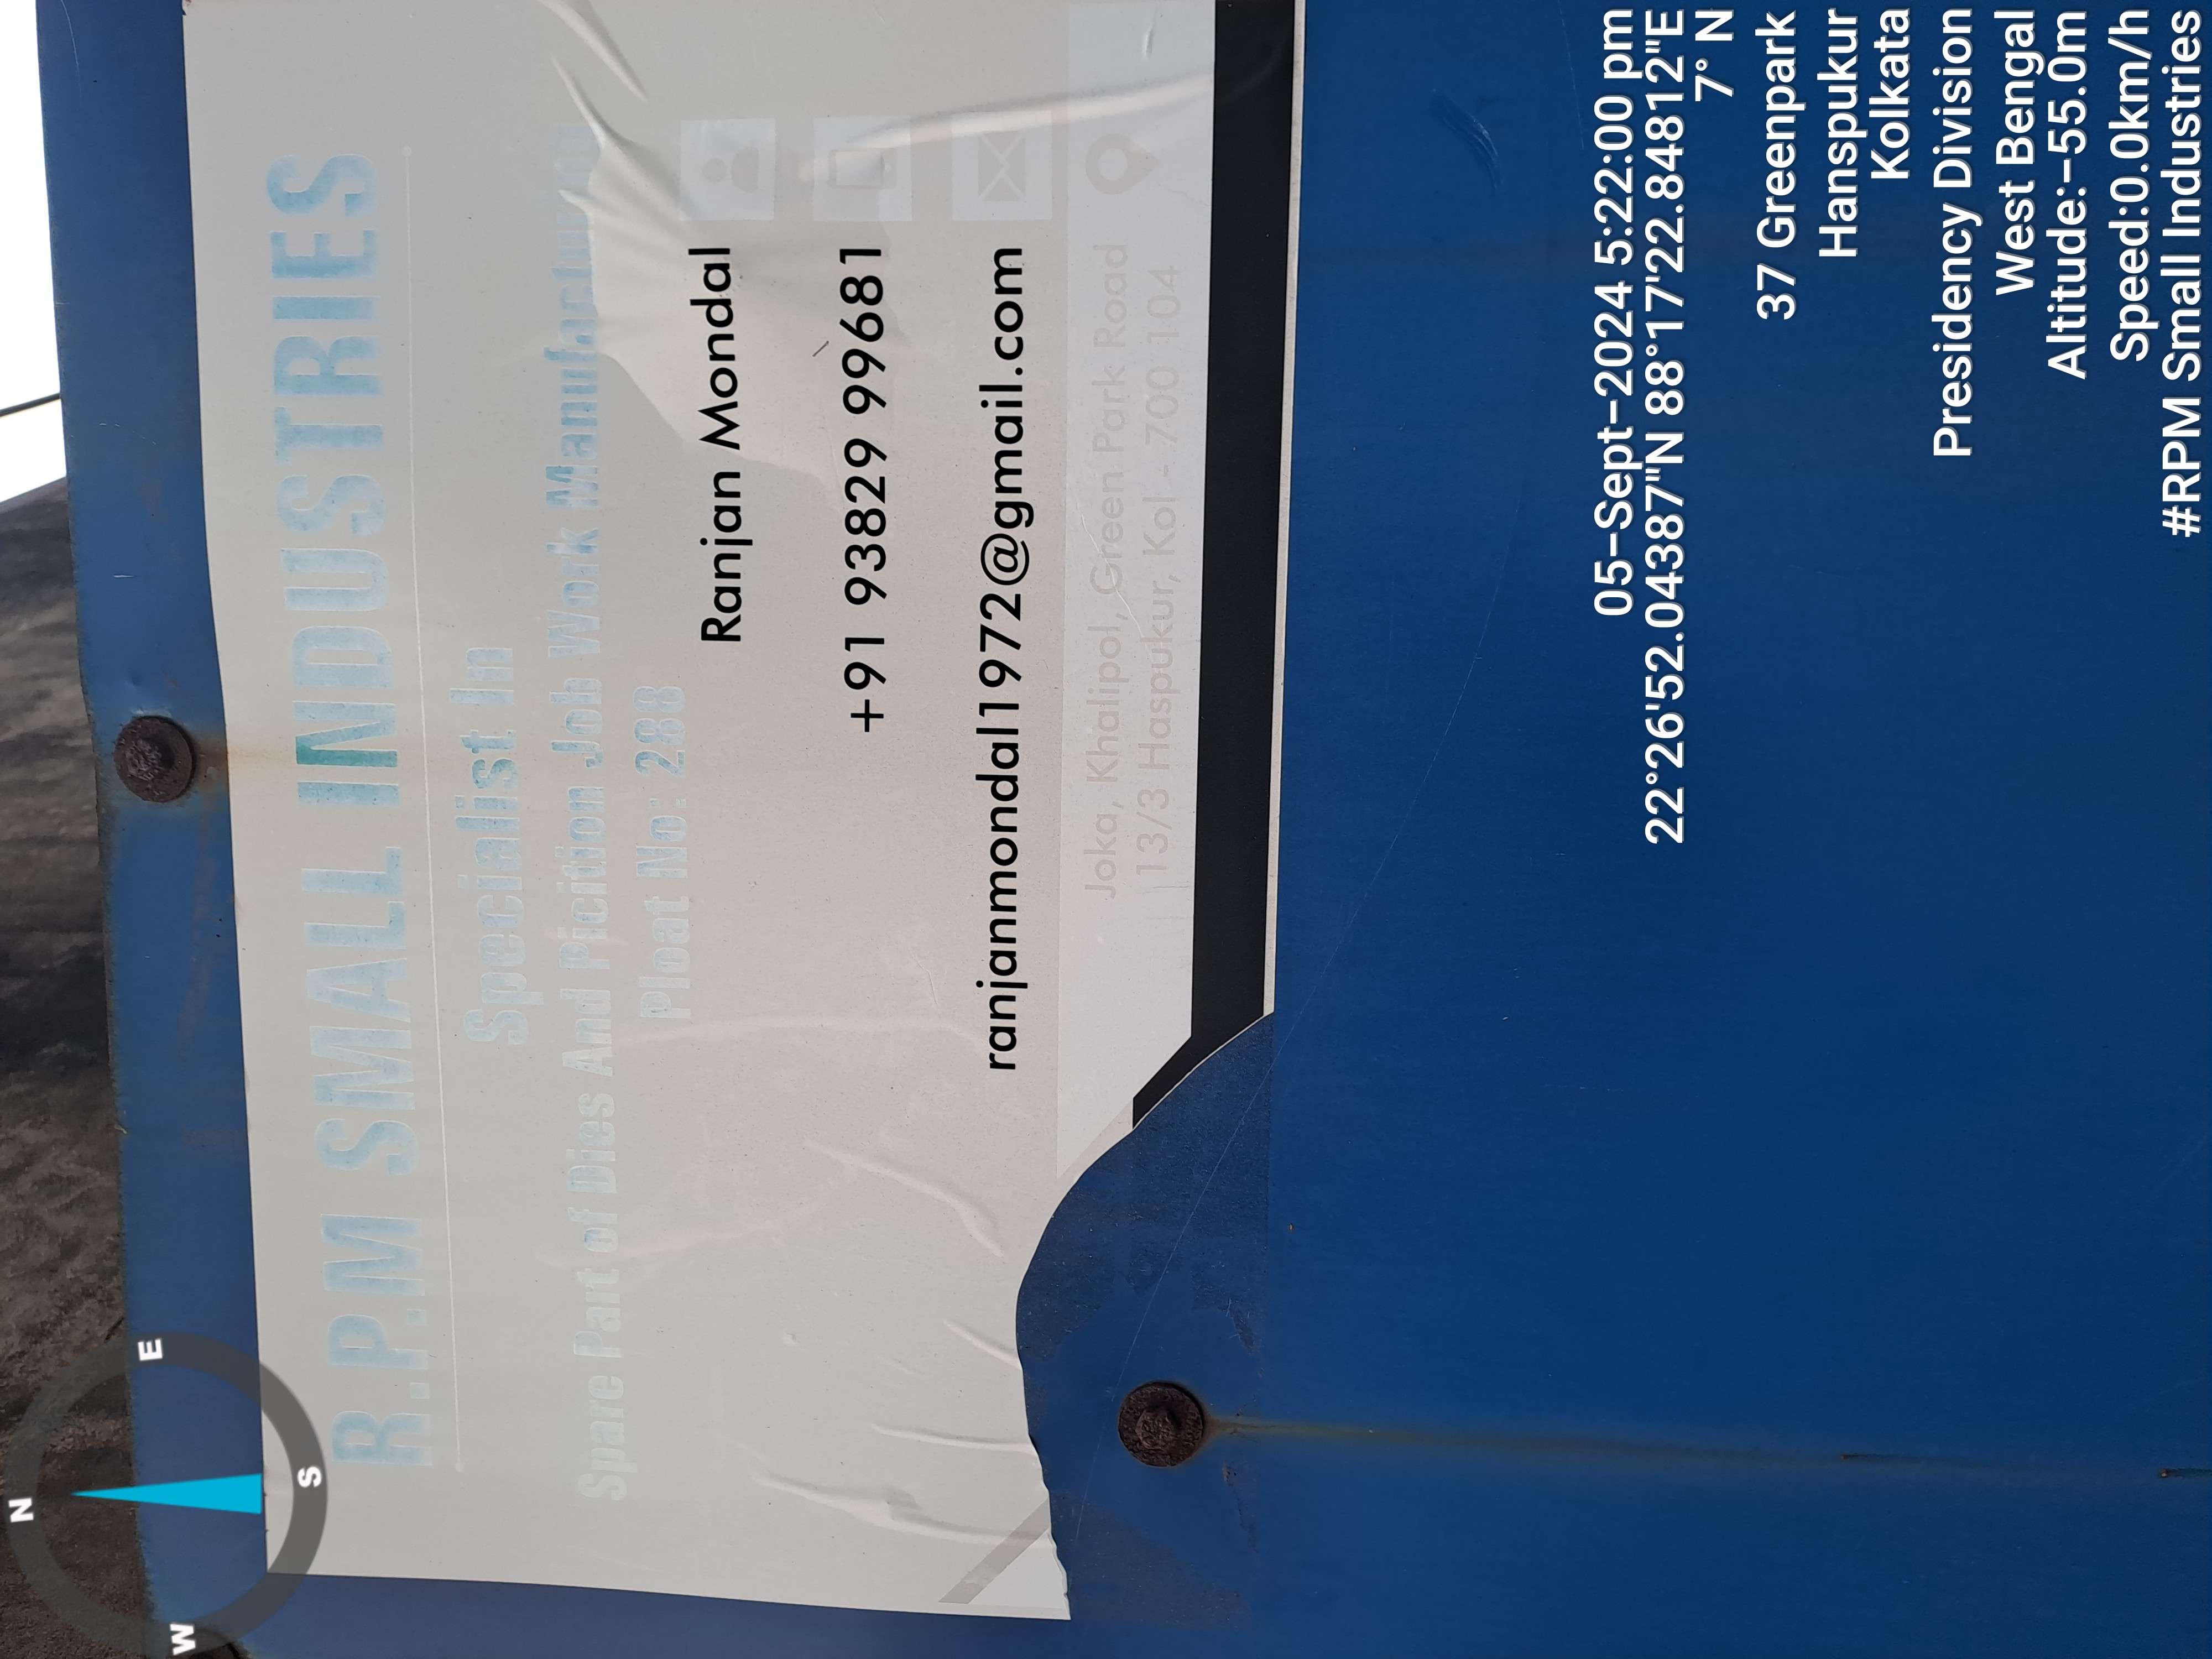 R.P.M SMALL INDUSTRIES
Specialist In
Spare Part of Dies And Picition Job Work Manufacturing
Ploat No: 288
Ranjan Mondal
+91 93829 99681
ranjanmondal1972@gmail.com
Joka, Khalipol, Green Park Road
13/3 Haspukur, Kol - 700 104
05-Sept-2024 5:22:00 pm
22°26'52.04387"N 88°17'22.84812"E
7° N
37 Greenpark
Hanspukur
Kolkata
Presidency Division
West Bengal
Altitude:-55.0m
Speed:0.0km/h
#RPM Small Industries
N
E
S
W